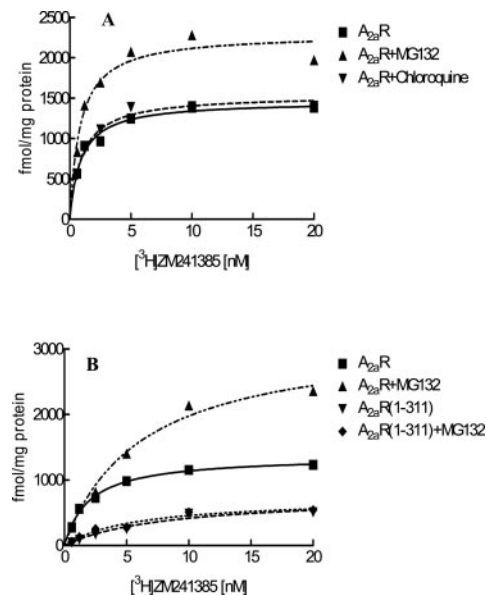 A
A2aR
A2aR+MG132
A2aR+Chloroquine
2500
2000
1500
1000
500
0
fmol/mg protein
0 5 10 15 20
[³H]ZM241385 [nM]
B
A2aR
A2aR+MG132
A2aR(1-311)
A2aR(1-311)+MG132
3000
2000
1000
0
fmol/mg protein
0 5 10 15 20
[³H]ZM241385 [nM]